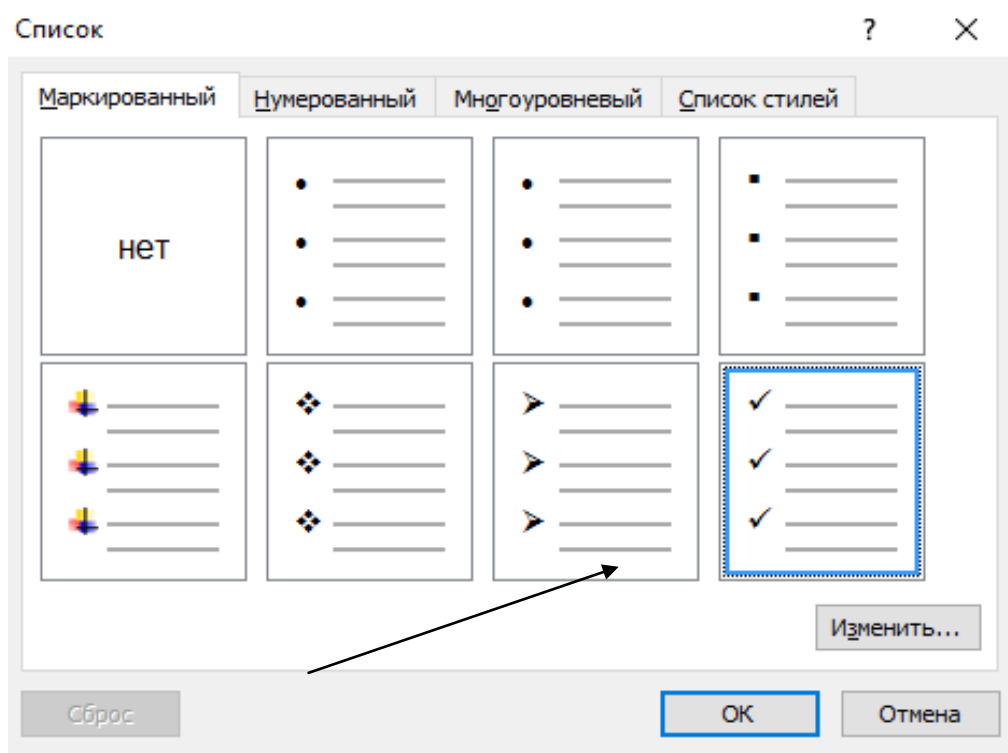 Список ?
Маркированный Нумерованный Многоуровневый Список стилей
нет
Изменить...
Сброс ОК Отмена